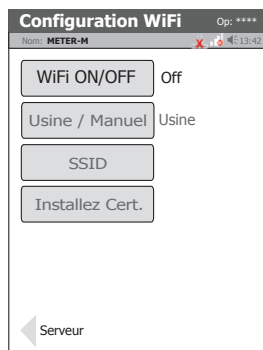 Configuration WiFi Op: ****
Nom: METER-M 13:42
WiFi ON/OFF Off
Usine / Manuel Usine
SSID
Installez Cert.
Serveur